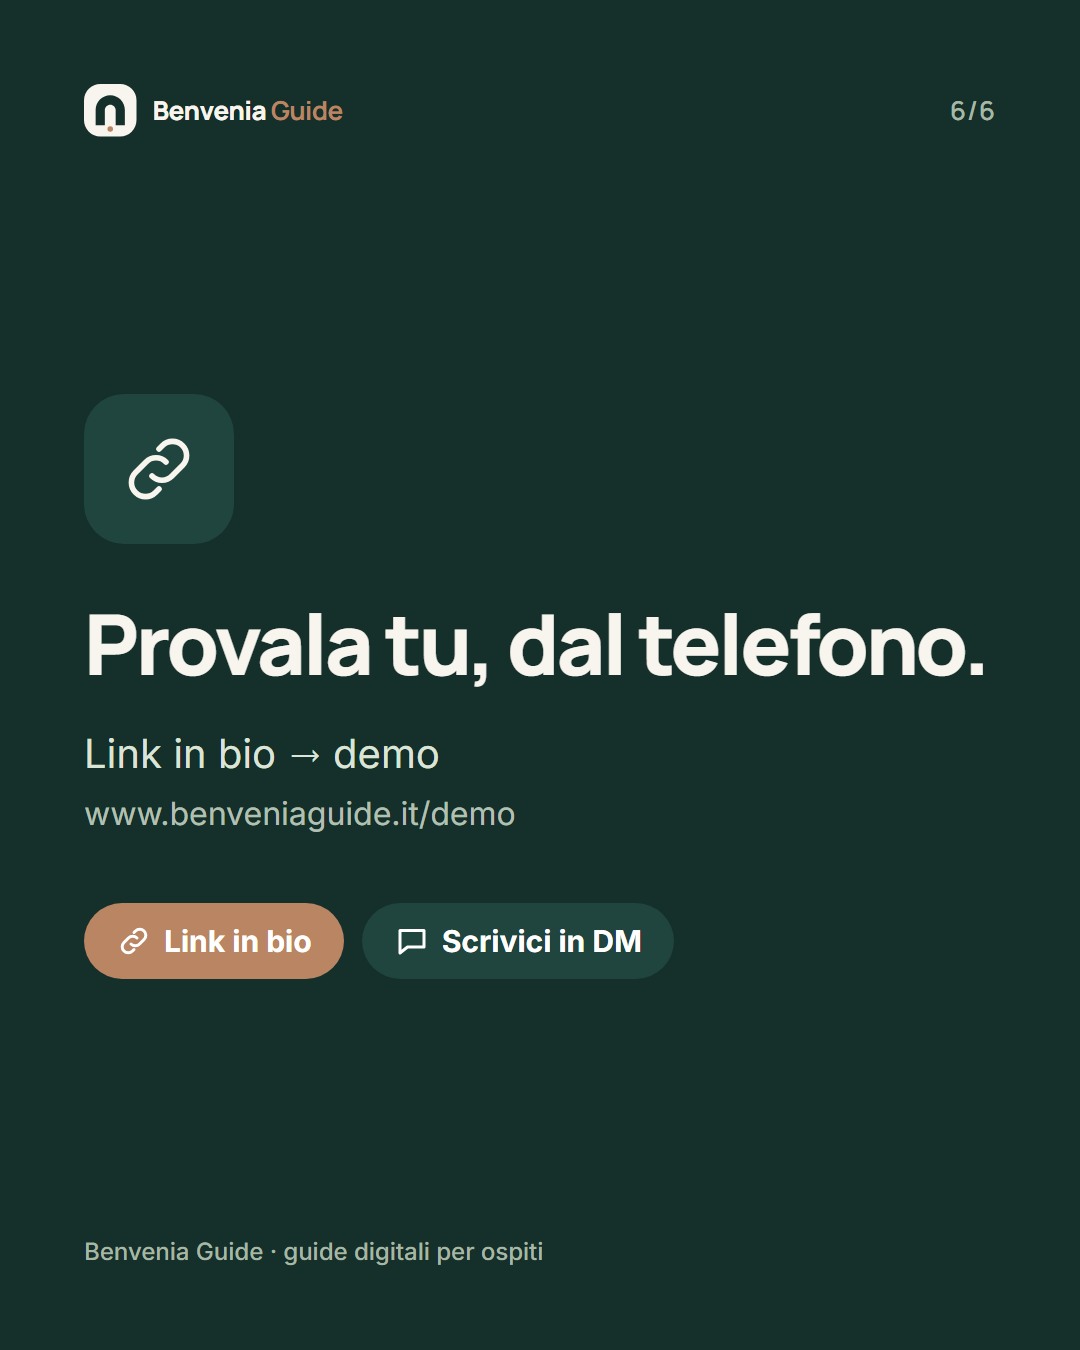 Benvenia Guide
6/6
Provala tu, dal telefono.
Link in bio → demo
www.benveniaguide.it/demo
Link in bio
Scrivici in DM
Benvenia Guide · guide digitali per ospiti